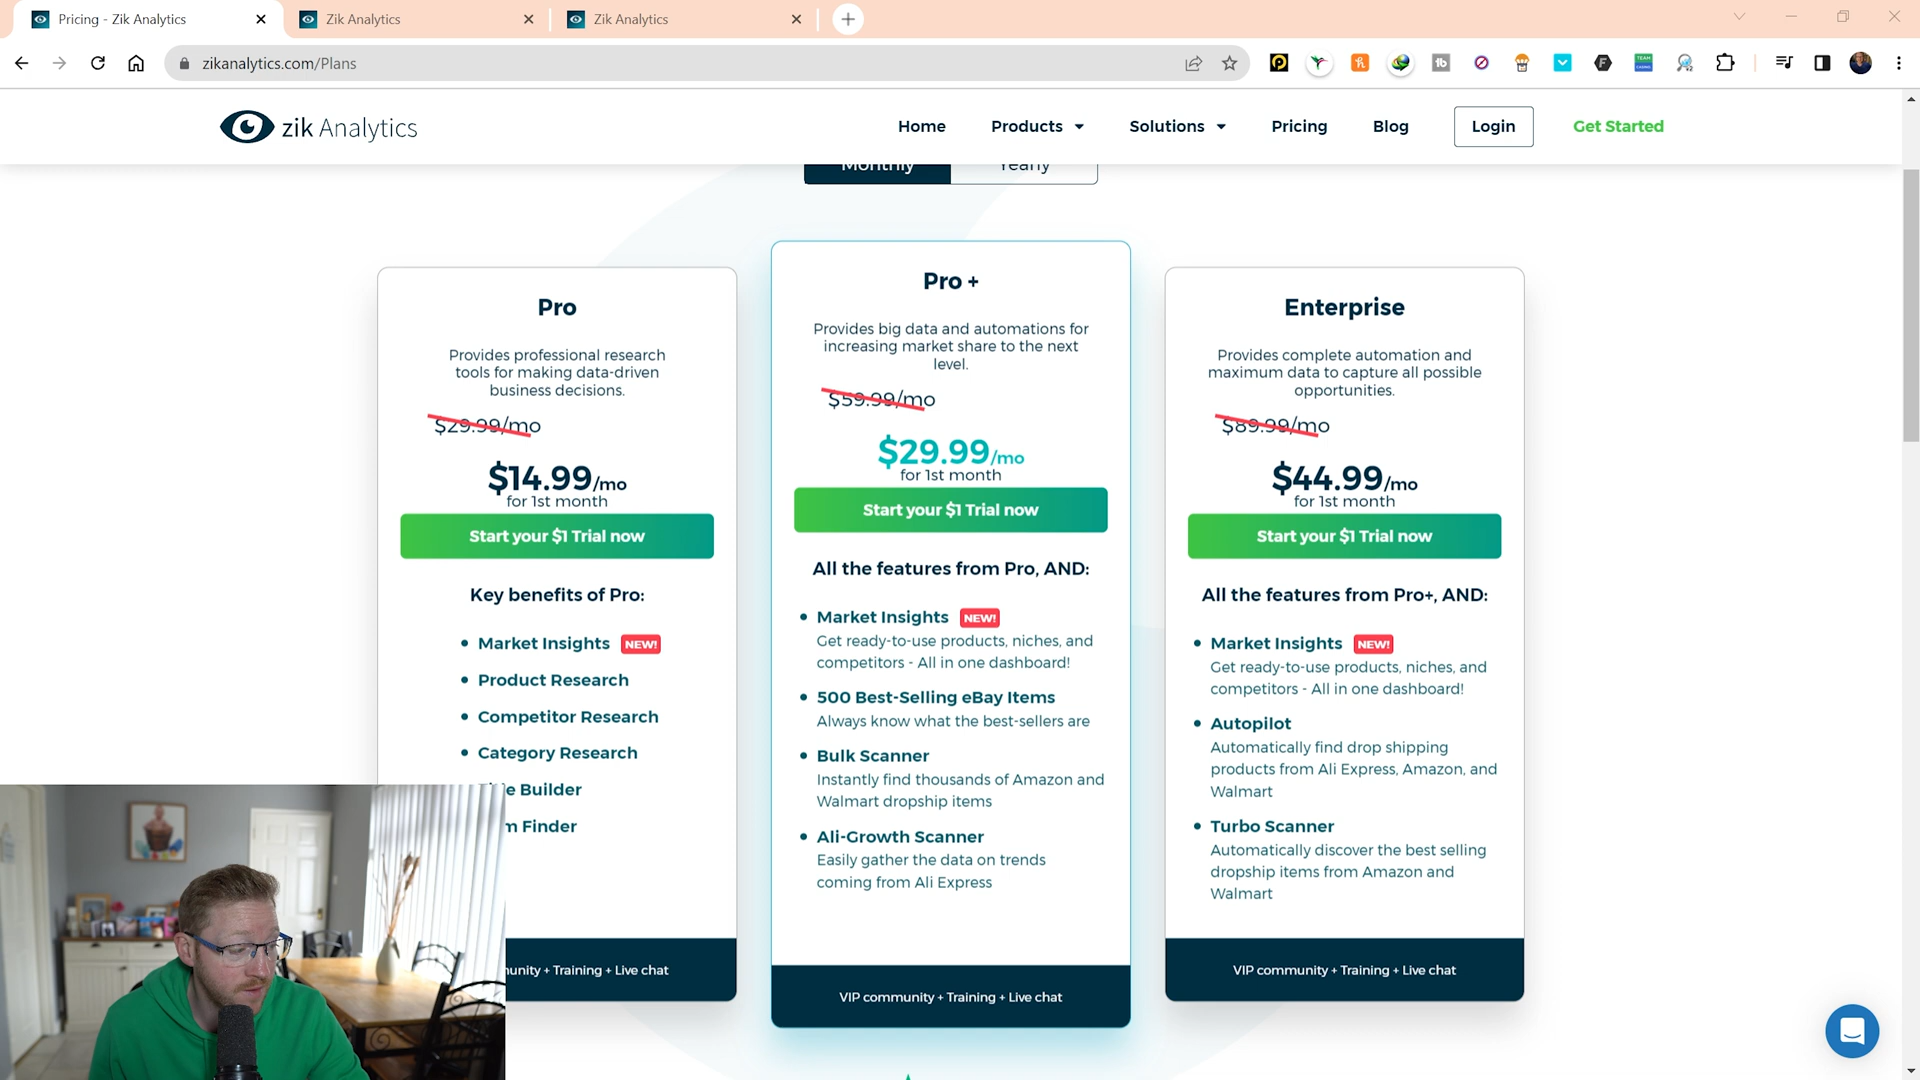 Pricing - Zik Analytics
Zik Analytics
Zik Analytics
zikanalytics.com/Plans
zik Analytics
Home
Products
Solutions
Pricing
Blog
Login
Get Started
Monthly
Yearly
Pro
Provides professional research
tools for making data-driven
business decisions.
$29.99/mo
$14.99/mo
for 1st month
Start your $1 Trial now
Key benefits of Pro:
Market Insights NEW!
Product Research
Competitor Research
Category Research
Builder
Finder
+ Training + Live chat
Pro +
Provides big data and automations for
increasing market share to the next
level.
$59.99/mo
$29.99/mo
for 1st month
Start your $1 Trial now
All the features from Pro, AND:
Market Insights NEW!
Get ready-to-use products, niches, and
competitors - All in one dashboard!
500 Best-Selling eBay Items
Always know what the best-sellers are
Bulk Scanner
Instantly find thousands of Amazon and
Walmart dropship items
Ali-Growth Scanner
Easily gather the data on trends
coming from Ali Express
VIP community + Training + Live chat
Enterprise
Provides complete automation and
maximum data to capture all possible
opportunities.
$89.99/mo
$44.99/mo
for 1st month
Start your $1 Trial now
All the features from Pro+, AND:
Market Insights NEW!
Get ready-to-use products, niches, and
competitors - All in one dashboard!
Autopilot
Automatically find drop shipping
products from Ali Express, Amazon, and
Walmart
Turbo Scanner
Automatically discover the best selling
dropship items from Amazon and
Walmart
VIP community + Training + Live chat